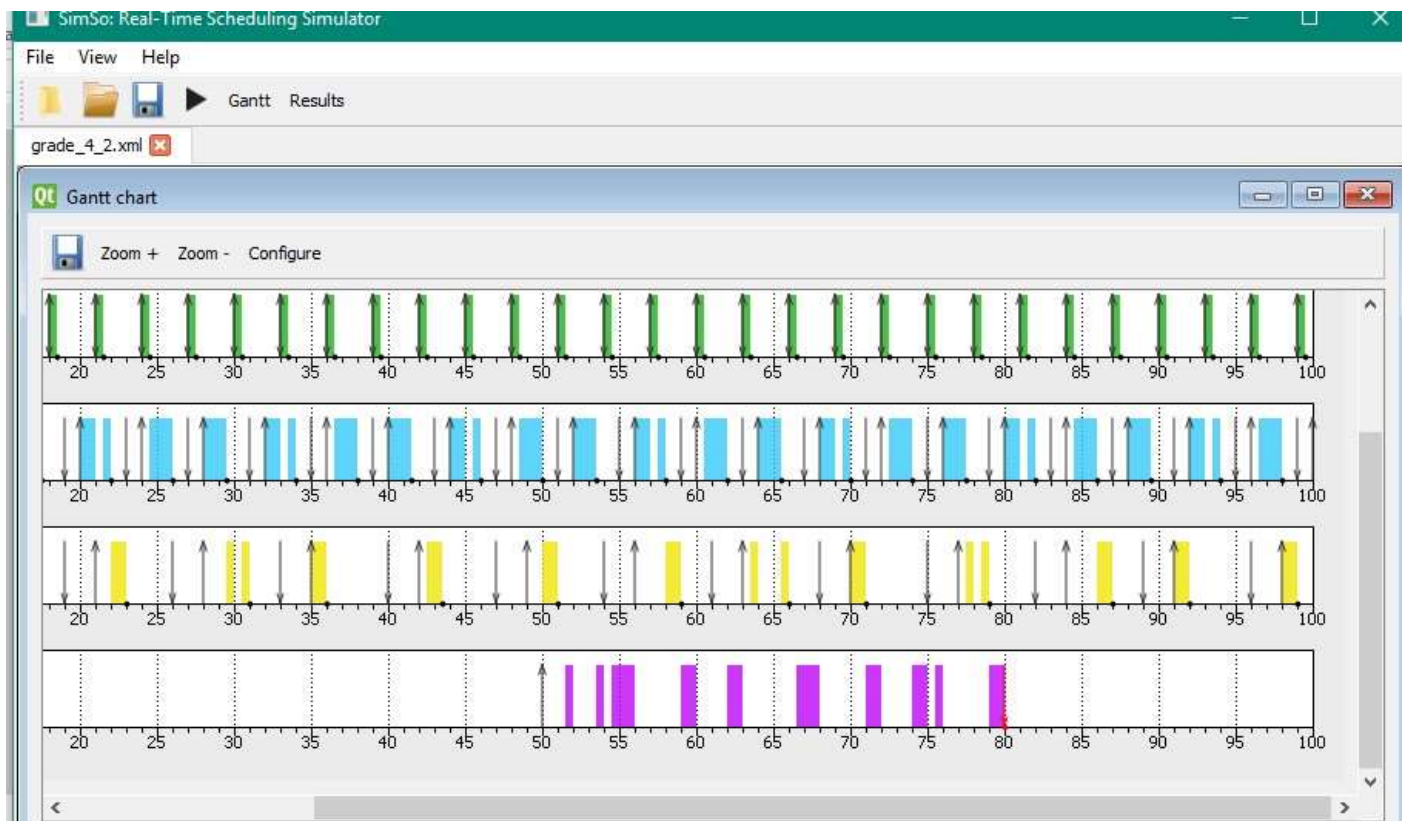 SimSo: Real-Time Scheduling Simulator
File View Help
Gantt Results
grade_4_2.xml
Qt Gantt chart
Zoom + Zoom - Configure
20 25 30 35 40 45 50 55 60 65 70 75 80 85 90 95 100
20 25 30 35 40 45 50 55 60 65 70 75 80 85 90 95 100
20 25 30 35 40 45 50 55 60 65 70 75 80 85 90 95 100
20 25 30 35 40 45 50 55 60 65 70 75 80 85 90 95 100